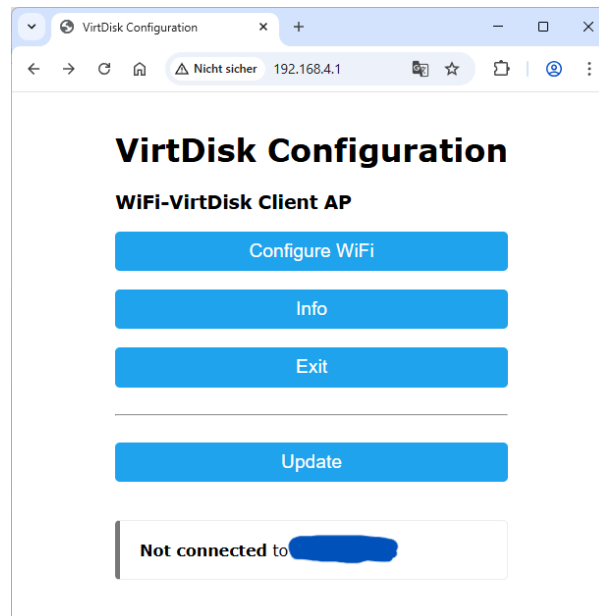 VirtDisk Configuration
Nicht sicher 192.168.4.1
VirtDisk Configuration
WiFi-VirtDisk Client AP
Configure WiFi
Info
Exit
Update
Not connected to